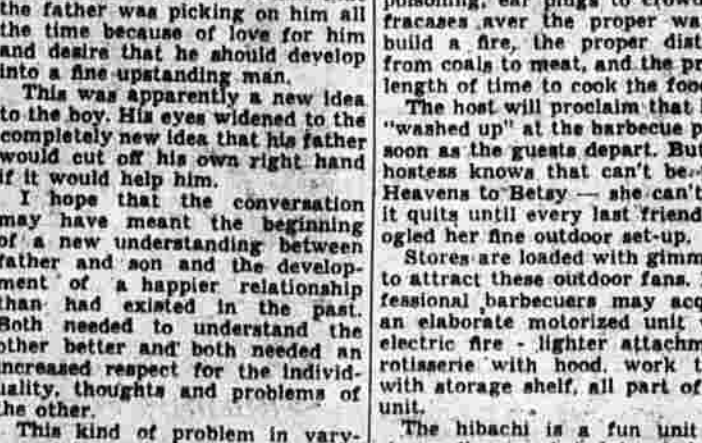 the father was picking on him all
the time because of love for him
and desire that he should develop
into a fine upstanding man.
This was apparently a new idea
to the boy. His eyes widened to the
completely new idea that his father
would cut off his own right hand
if it would help him.
I hope that the conversation
may have meant the beginning
of a new understanding between
father and son and the develop-
ment of a happier relationship
than had existed in the past.
Both needed to understand the
other better and both needed an
increased respect for the individ-
uality, thoughts and problems of
the other.
This kind of problem in vary-
poisoning, ear plugs to
fracases aver the proper wa
build a fire, the proper dist
from coals to meat, and the pr
length of time to cook the foo
The host will proclaim that
"washed up" at the barbecue p
soon as the guests depart. But
hostess knows that can't be
Heavens to Betsy — she can't
it quits until every last friend
ogled her fine outdoor set-up.
Stores are loaded with gimm
to attract these outdoor fans.
fessional barbecuers may acq
an elaborate motorized unit
electric fire - lighter attachm
rotisserie with hood, work t
with storage shelf, all part of
unit.
The hibachi is a fun unit